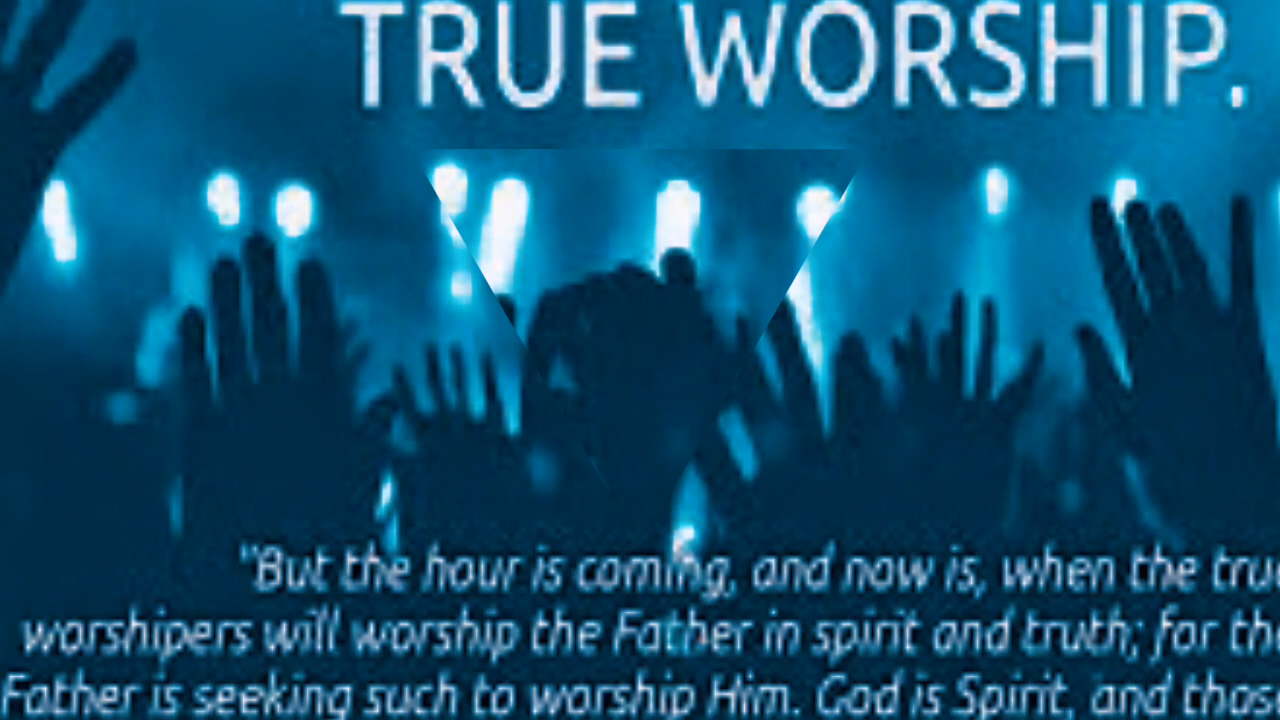 TRUE WORSHIP.
"But the hour is coming, and now is, when the true
worshipers will worship the Father in spirit and truth; for the
Father is seeking such to worship Him. God is Spirit, and those